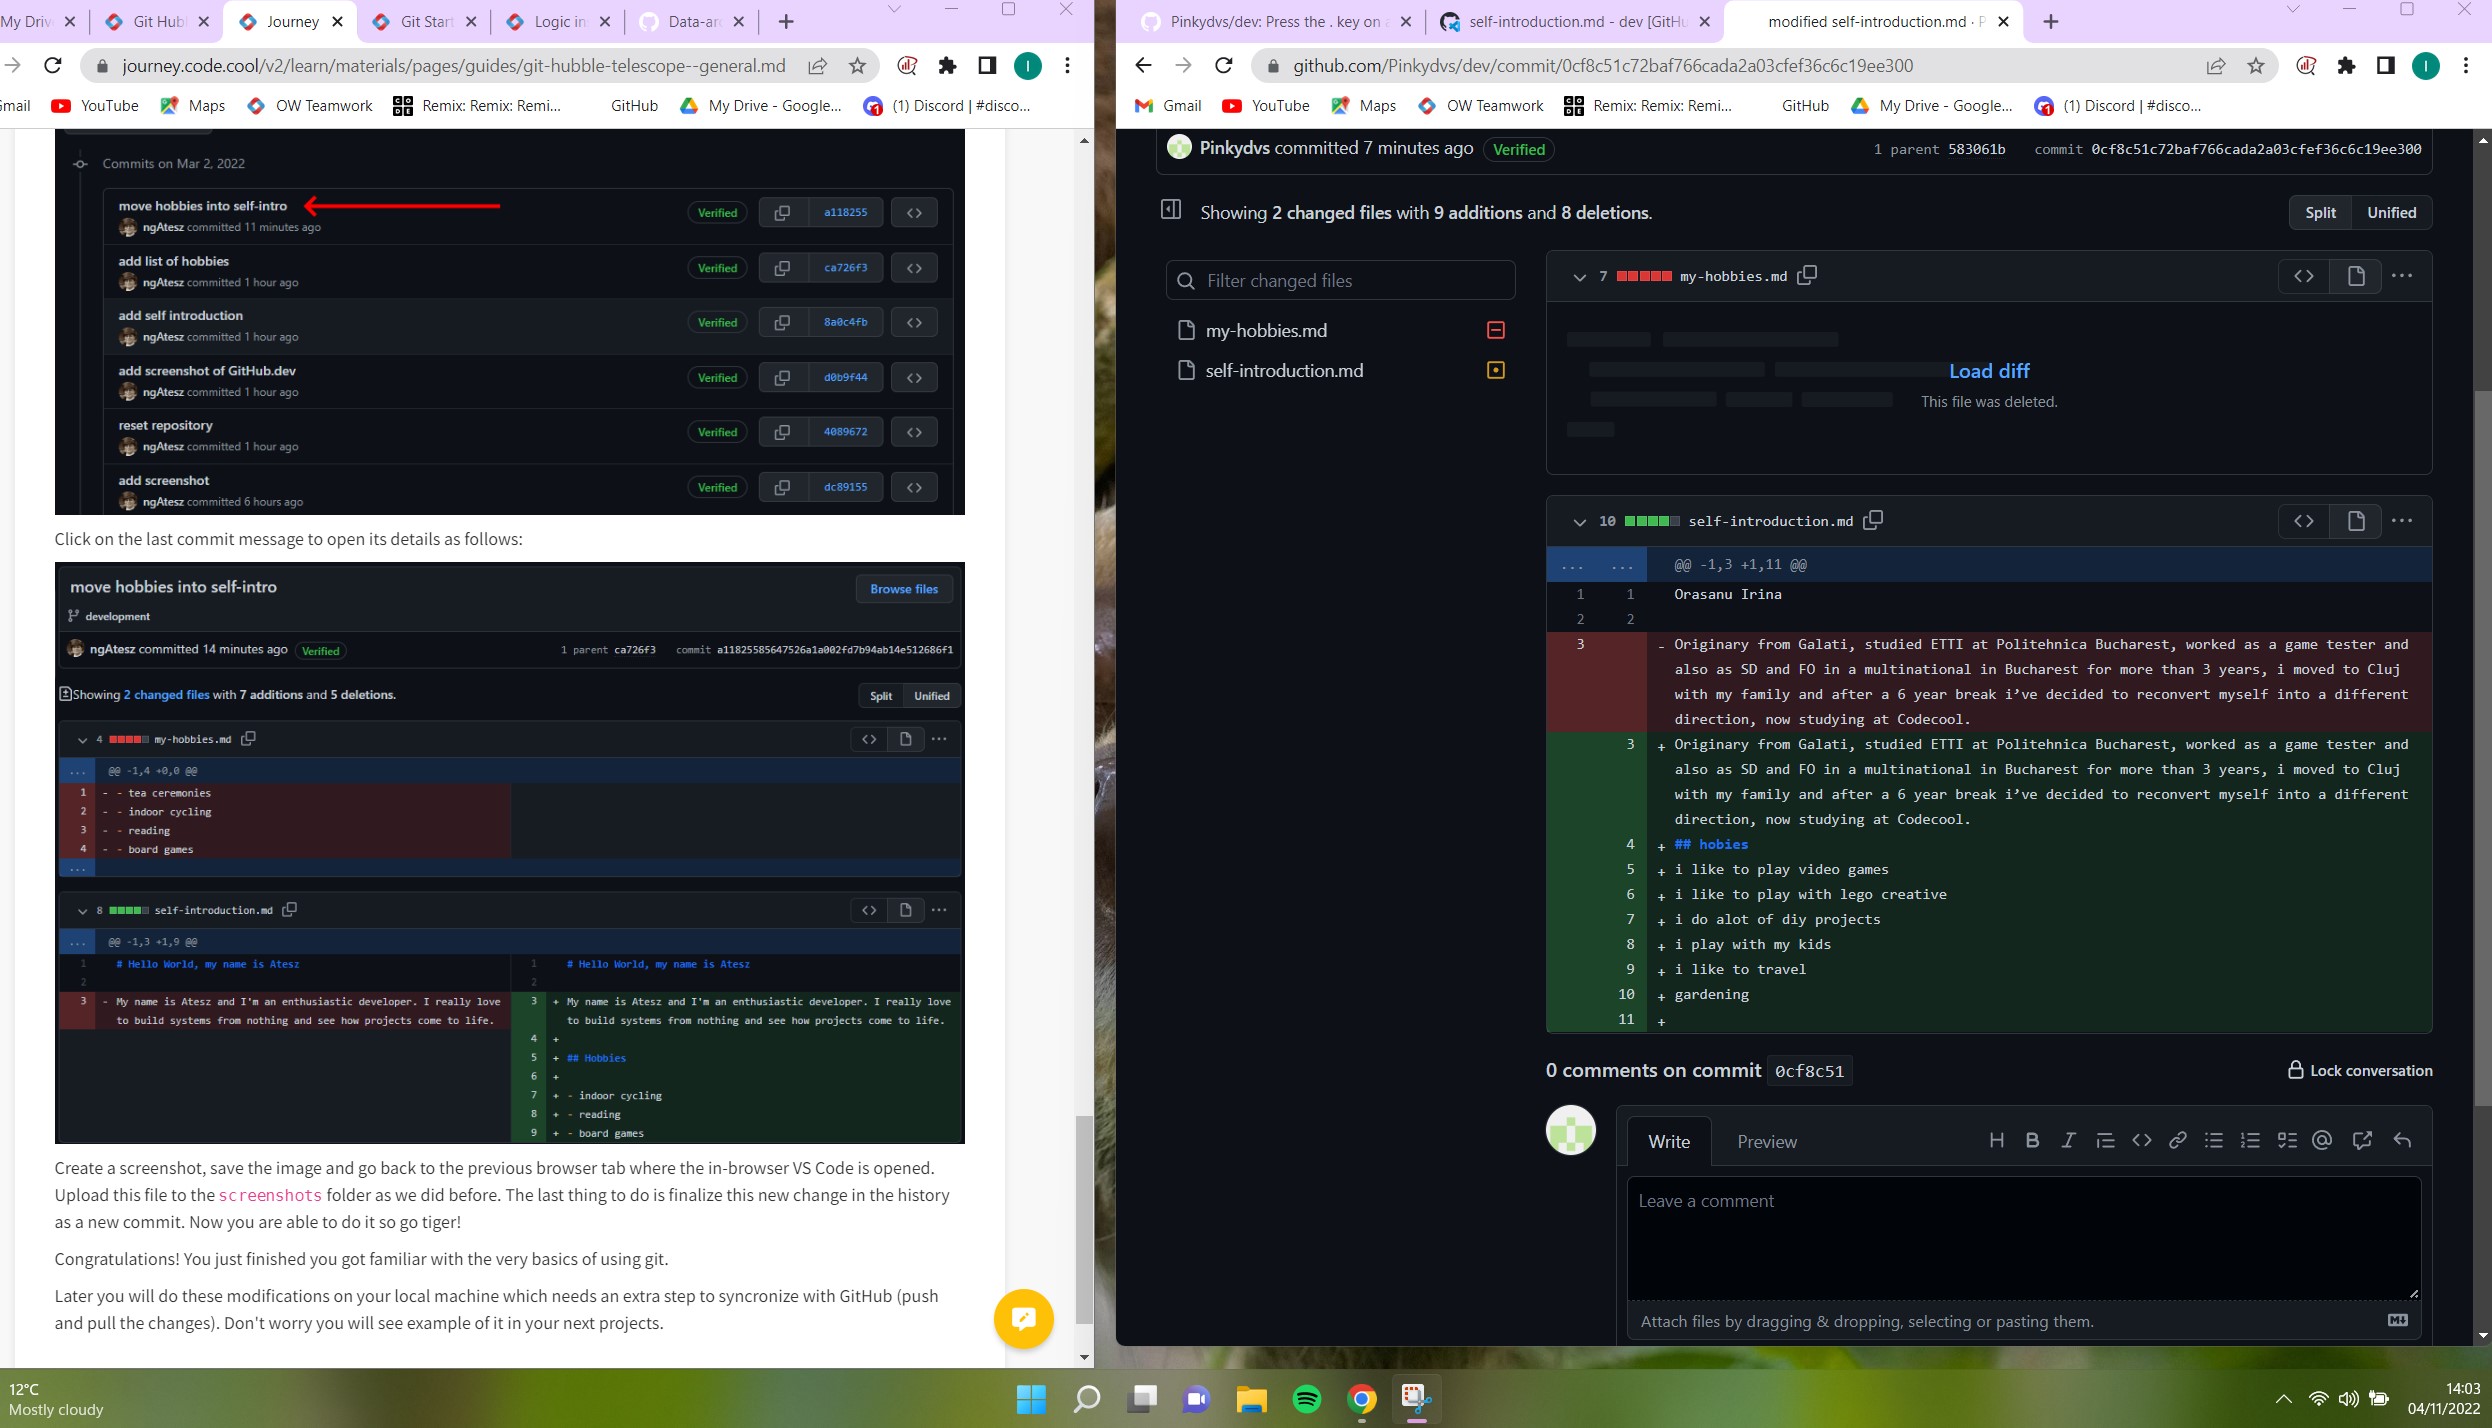 My Driv
Git Hub
Journey
Git Start
Logic in
Data-ar
journey.code.cool/v2/learn/materials/pages/guides/git-hubble-telescope--general.md
I
Gmail YouTube Maps OW Teamwork Remix: Remix: Remi... GitHub My Drive - Google... (1) Discord | #disco...
Commits on Mar 2, 2022
move hobbies into self-intro
ngAtesz committed 11 minutes ago
Verified a118255
add list of hobbies
ngAtesz committed 1 hour ago
Verified ca726f3
add self introduction
ngAtesz committed 1 hour ago
Verified 8a0c4fb
add screenshot of GitHub.dev
ngAtesz committed 1 hour ago
Verified d0b9f44
reset repository
ngAtesz committed 1 hour ago
Verified 4089672
add screenshot
ngAtesz committed 6 hours ago
Verified dc89155
Click on the last commit message to open its details as follows:
move hobbies into self-intro
Browse files
development
ngAtesz committed 14 minutes ago Verified
1 parent ca726f3 commit a11825585647526a1a002fd7b94ab14e512686f1
Showing 2 changed files with 7 additions and 5 deletions.
Split Unified
4 my-hobbies.md
@@ -1,4 +0,0 @@
1 - - tea ceremonies
2 - - indoor cycling
3 - - reading
4 - - board games
8 self-introduction.md
@@ -1,3 +1,9 @@
1 # Hello World, my name is Atesz 1 # Hello World, my name is Atesz
2 2
3 - My name is Atesz and I'm an enthusiastic developer. I really love
to build systems from nothing and see how projects come to life.
3 + My name is Atesz and I'm an enthusiastic developer. I really love
to build systems from nothing and see how projects come to life.
4 +
5 + ## Hobbies
6 +
7 + - indoor cycling
8 + - reading
9 + - board games
Create a screenshot, save the image and go back to the previous browser tab where the in-browser VS Code is opened.
Upload this file to the screenshots folder as we did before. The last thing to do is finalize this new change in the history
as a new commit. Now you are able to do it so go tiger!
Congratulations! You just finished you got familiar with the very basics of using git.
Later you will do these modifications on your local machine which needs an extra step to syncronize with GitHub (push
and pull the changes). Don't worry you will see example of it in your next projects.
Pinkydvs/dev: Press the . key on a
self-introduction.md - dev [GitHu
modified self-introduction.md · P
github.com/Pinkydvs/dev/commit/0cf8c51c72baf766cada2a03cfef36c6c19ee300
I
Gmail YouTube Maps OW Teamwork Remix: Remix: Remi... GitHub My Drive - Google... (1) Discord | #disco...
Pinkydvs committed 7 minutes ago Verified
1 parent 583061b commit 0cf8c51c72baf766cada2a03cfef36c6c19ee300
Showing 2 changed files with 9 additions and 8 deletions.
Split Unified
Filter changed files
my-hobbies.md
self-introduction.md
7 my-hobbies.md
Load diff
This file was deleted.
10 self-introduction.md
@@ -1,3 +1,11 @@
1 1 Orasanu Irina
2 2
3 - Originary from Galati, studied ETTI at Politehnica Bucharest, worked as a game tester and
also as SD and FO in a multinational in Bucharest for more than 3 years, i moved to Cluj
with my family and after a 6 year break i've decided to reconvert myself into a different
direction, now studying at Codecool.
3 + Originary from Galati, studied ETTI at Politehnica Bucharest, worked as a game tester and
also as SD and FO in a multinational in Bucharest for more than 3 years, i moved to Cluj
with my family and after a 6 year break i've decided to reconvert myself into a different
direction, now studying at Codecool.
4 + ## hobies
5 + i like to play video games
6 + i like to play with lego creative
7 + i do alot of diy projects
8 + i play with my kids
9 + i like to travel
10 + gardening
11 +
0 comments on commit 0cf8c51
Lock conversation
Write Preview
Leave a comment
Attach files by dragging & dropping, selecting or pasting them.
12°C
Mostly cloudy
14:03
04/11/2022